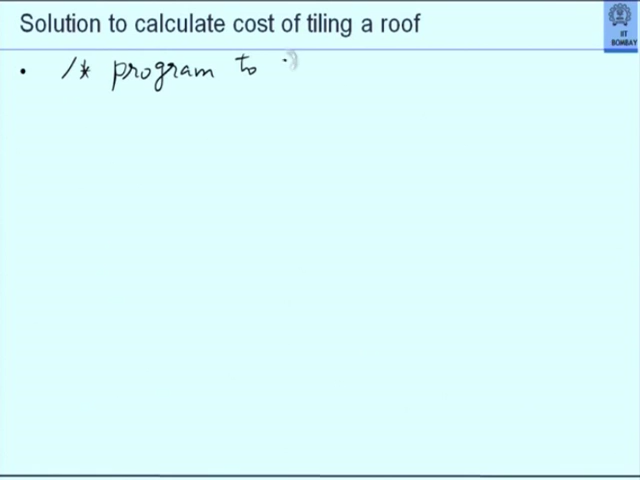 Solution to calculate cost of tiling a roof
IIT
BOMBAY
• /* program to